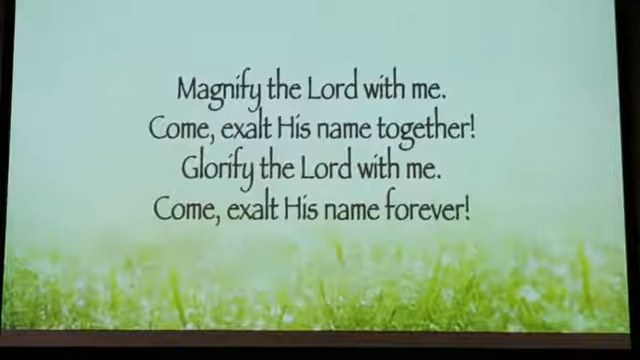 Magnify the Lord with me.
Come, exalt His name together!
Glorify the Lord with me.
Come, exalt His name forever!